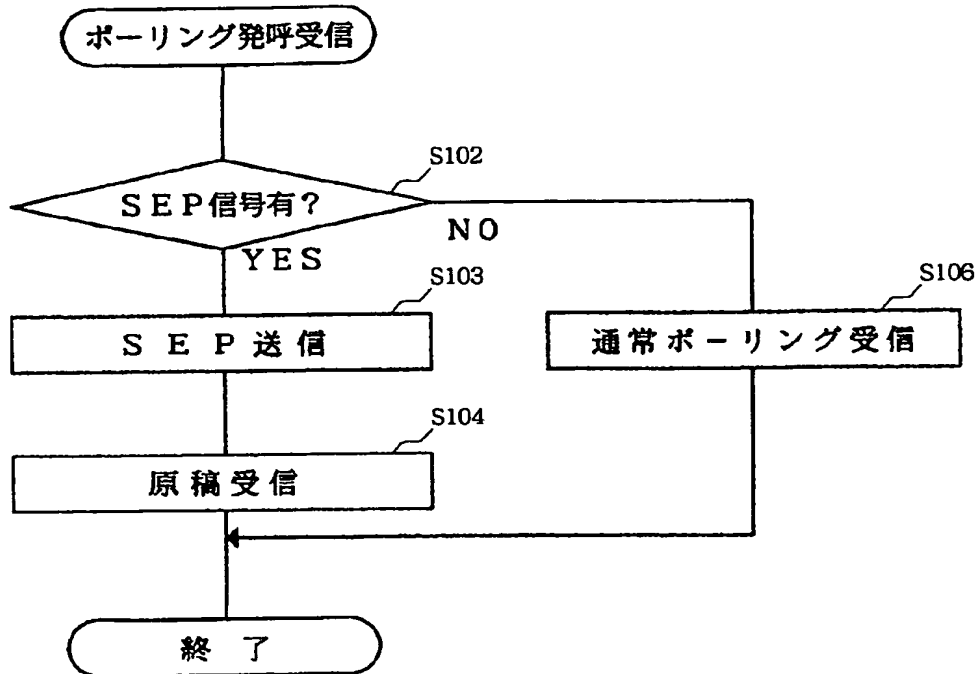 ポーリング発呼受信
S102
SEP信号有?
NO
YES
S103
SEP送信
S106
通常ポーリング受信
S104
原稿受信
終了